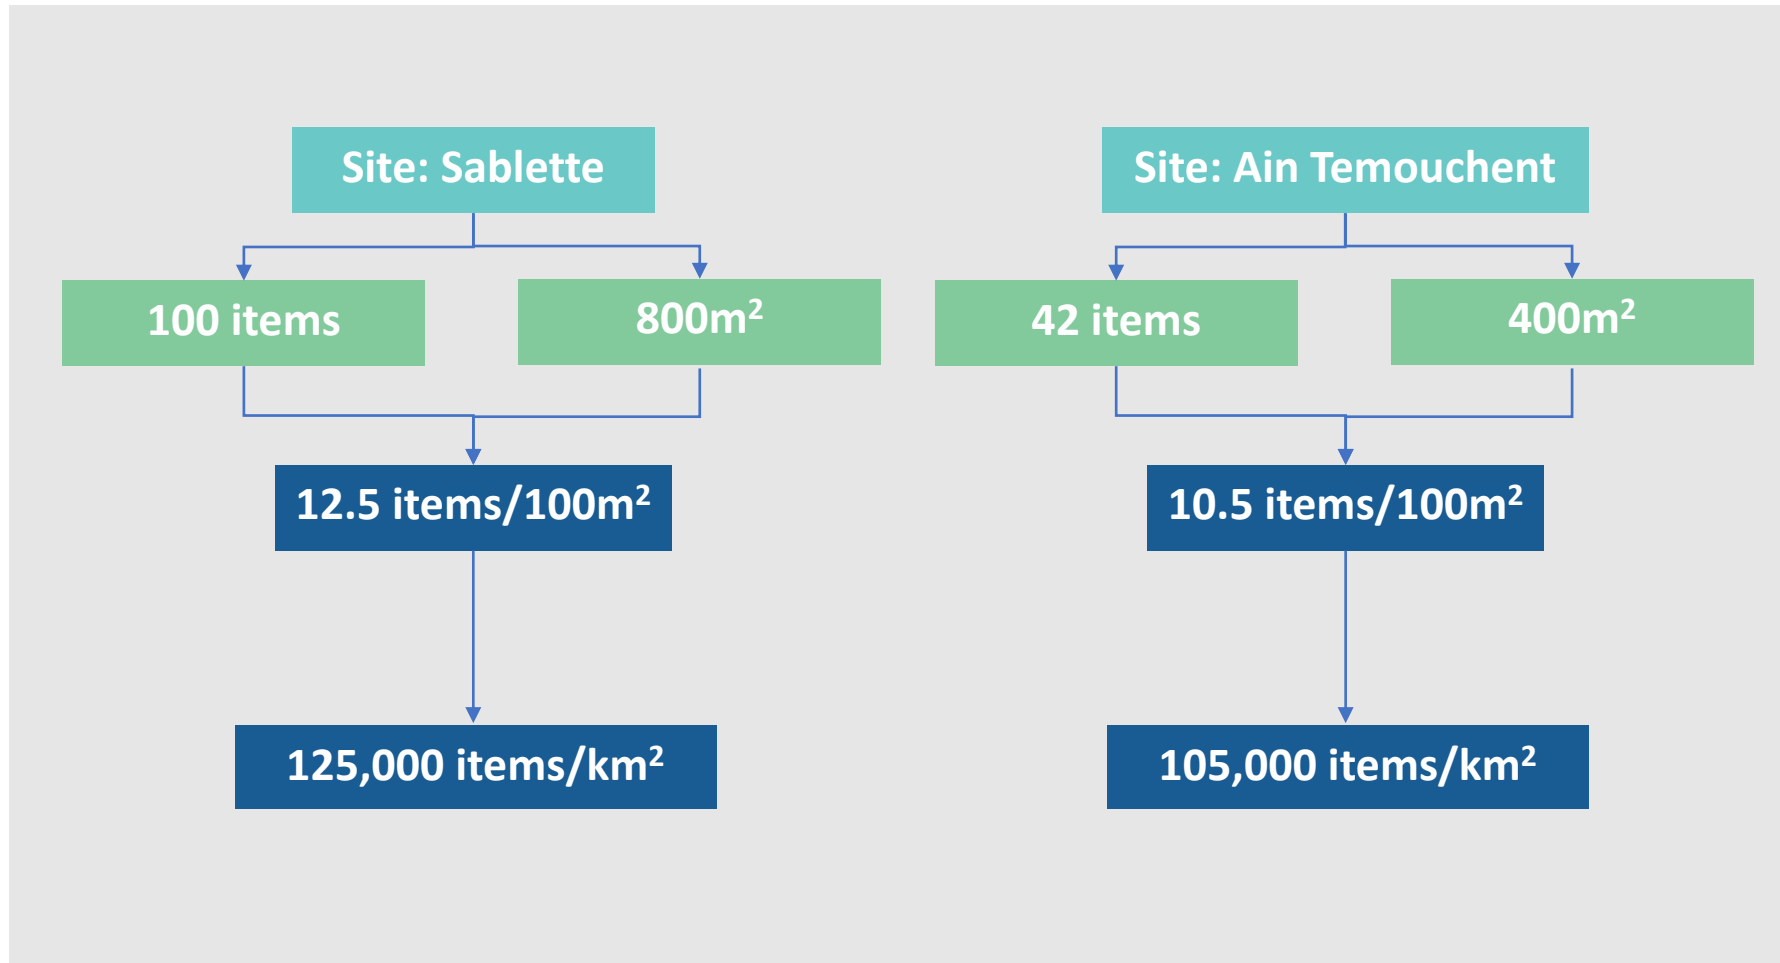 Site: Sablette
Site: Ain Temouchent
100 items
800m²
42 items
400m²
12.5 items/100m²
10.5 items/100m²
125,000 items/km²
105,000 items/km²